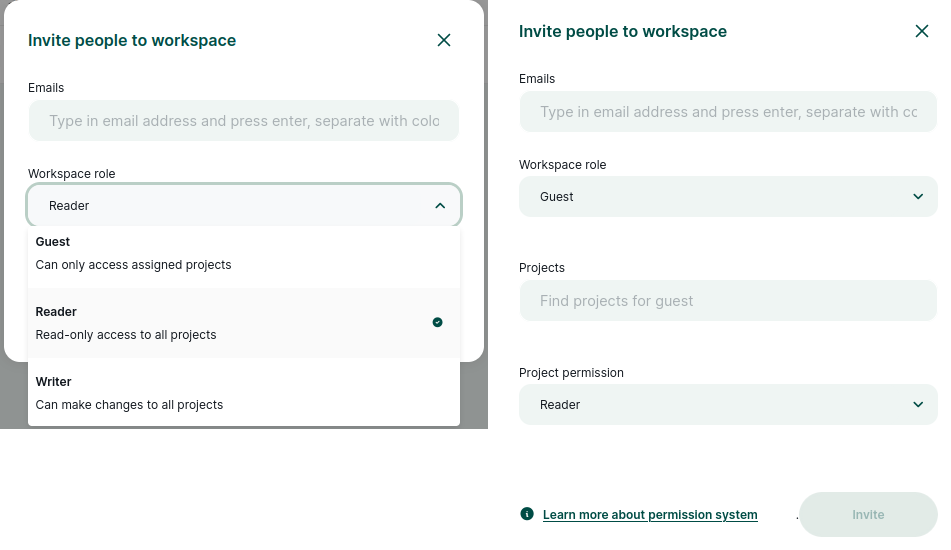 Invite people to workspace
Emails
Type in email address and press enter, separate with colo
Workspace role
Reader
Guest
Can only access assigned projects
Reader
Read-only access to all projects
Writer
Can make changes to all projects
Invite people to workspace
Emails
Type in email address and press enter, separate with cc
Workspace role
Guest
Projects
Find projects for guest
Project permission
Reader
Learn more about permission system
.
Invite